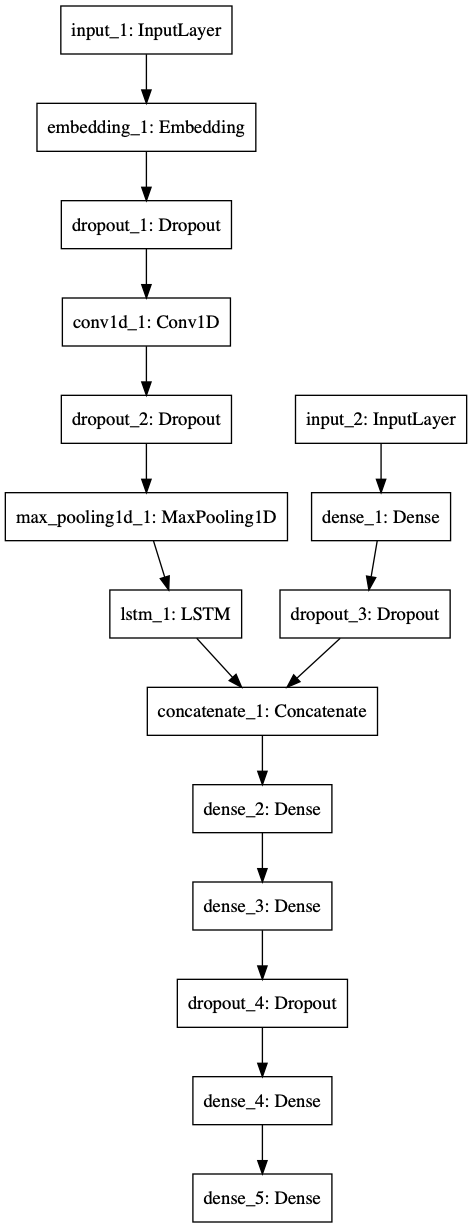 input_1: InputLayer
embedding_1: Embedding
dropout_1: Dropout
conv1d_1: Conv1D
dropout_2: Dropout
input_2: InputLayer
max_pooling1d_1: MaxPooling1D
dense_1: Dense
lstm_1: LSTM
dropout_3: Dropout
concatenate_1: Concatenate
dense_2: Dense
dense_3: Dense
dropout_4: Dropout
dense_4: Dense
dense_5: Dense